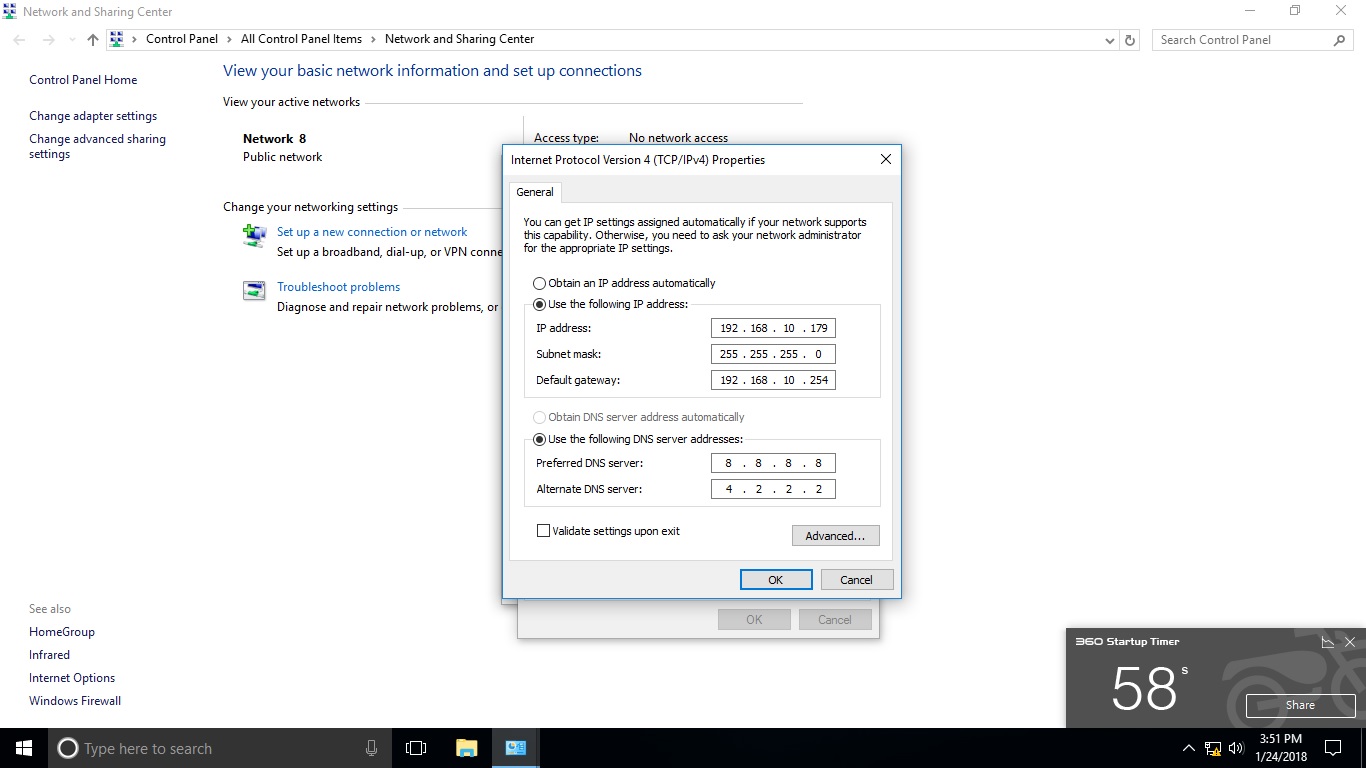 Network and Sharing Center
Control Panel > All Control Panel Items > Network and Sharing Center
Search Control Panel
Control Panel Home
Change adapter settings
Change advanced sharing
settings
View your basic network information and set up connections
View your active networks
Network 8
Public network
Access type: No network access
Change your networking settings
Set up a new connection or network
Set up a broadband, dial-up, or VPN conne
Troubleshoot problems
Diagnose and repair network problems, or
Internet Protocol Version 4 (TCP/IPv4) Properties
General
You can get IP settings assigned automatically if your network supports
this capability. Otherwise, you need to ask your network administrator
for the appropriate IP settings.
Obtain an IP address automatically
Use the following IP address:
IP address: 192 . 168 . 10 . 179
Subnet mask: 255 . 255 . 255 . 0
Default gateway: 192 . 168 . 10 . 254
Obtain DNS server address automatically
Use the following DNS server addresses:
Preferred DNS server: 8 . 8 . 8 . 8
Alternate DNS server: 4 . 2 . 2 . 2
Validate settings upon exit
Advanced...
OK Cancel
OK Cancel
See also
HomeGroup
Infrared
Internet Options
Windows Firewall
360 Startup Timer
58 s
Share
Type here to search
3:51 PM
1/24/2018